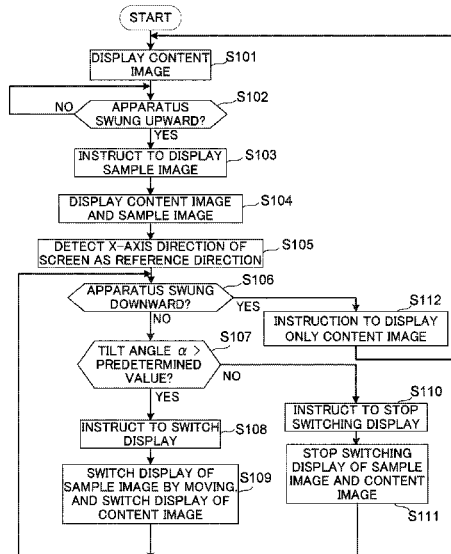 START
DISPLAY CONTENT
IMAGE
S101
APPARATUS
SWUNG UPWARD?
S102
NO
YES
INSTRUCT TO DISPLAY
SAMPLE IMAGE
S103
DISPLAY CONTENT IMAGE
AND SAMPLE IMAGE
S104
DETECT X-AXIS DIRECTION OF
SCREEN AS REFERENCE DIRECTION
S105
APPARATUS SWUNG
DOWNWARD?
S106
YES
NO
S112
INSTRUCTION TO DISPLAY
ONLY CONTENT IMAGE
TILT ANGLE α >
PREDETERMINED
VALUE?
S107
NO
YES
INSTRUCT TO SWITCH
DISPLAY
S108
S110
INSTRUCT TO STOP
SWITCHING DISPLAY
SWITCH DISPLAY OF
SAMPLE IMAGE BY MOVING,
AND SWITCH DISPLAY OF
CONTENT IMAGE
S109
STOP SWITCHING
DISPLAY OF SAMPLE
IMAGE AND CONTENT
IMAGE
S111